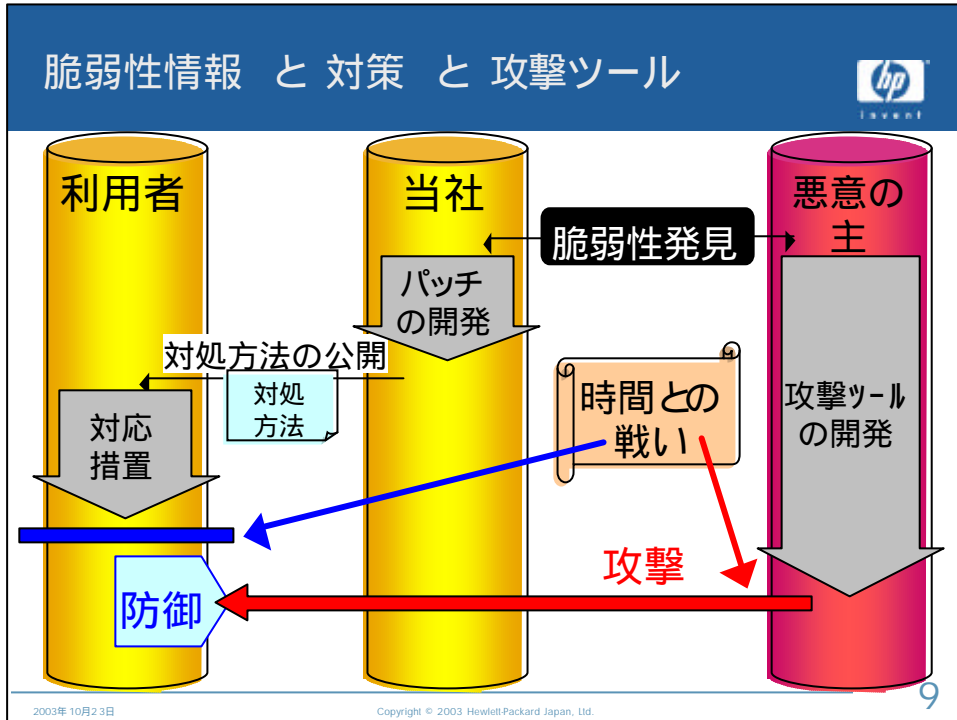 脆弱性情報 と 対策 と 攻撃ツール
hp
invent
利用者
当社
悪意の
主
脆弱性発見
パッチ
の開発
対処方法の公開
対処
方法
時間との
戦い
攻撃ツール
の開発
対応
措置
攻撃
防御
2003年10月23日
Copyright © 2003 Hewlett-Packard Japan, Ltd.
9